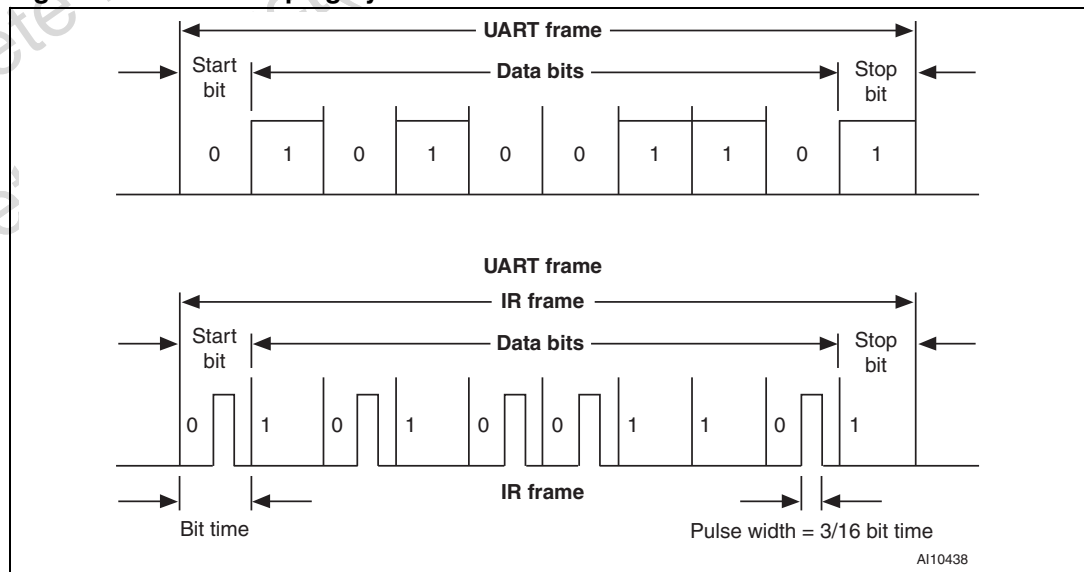 UART frame
Start bit
Data bits
Stop bit
0 1 0 1 0 0 1 1 0 1
UART frame
IR frame
Start bit
Data bits
Stop bit
0 1 0 1 0 0 1 1 0 1
IR frame
Bit time
Pulse width = 3/16 bit time
AI10438